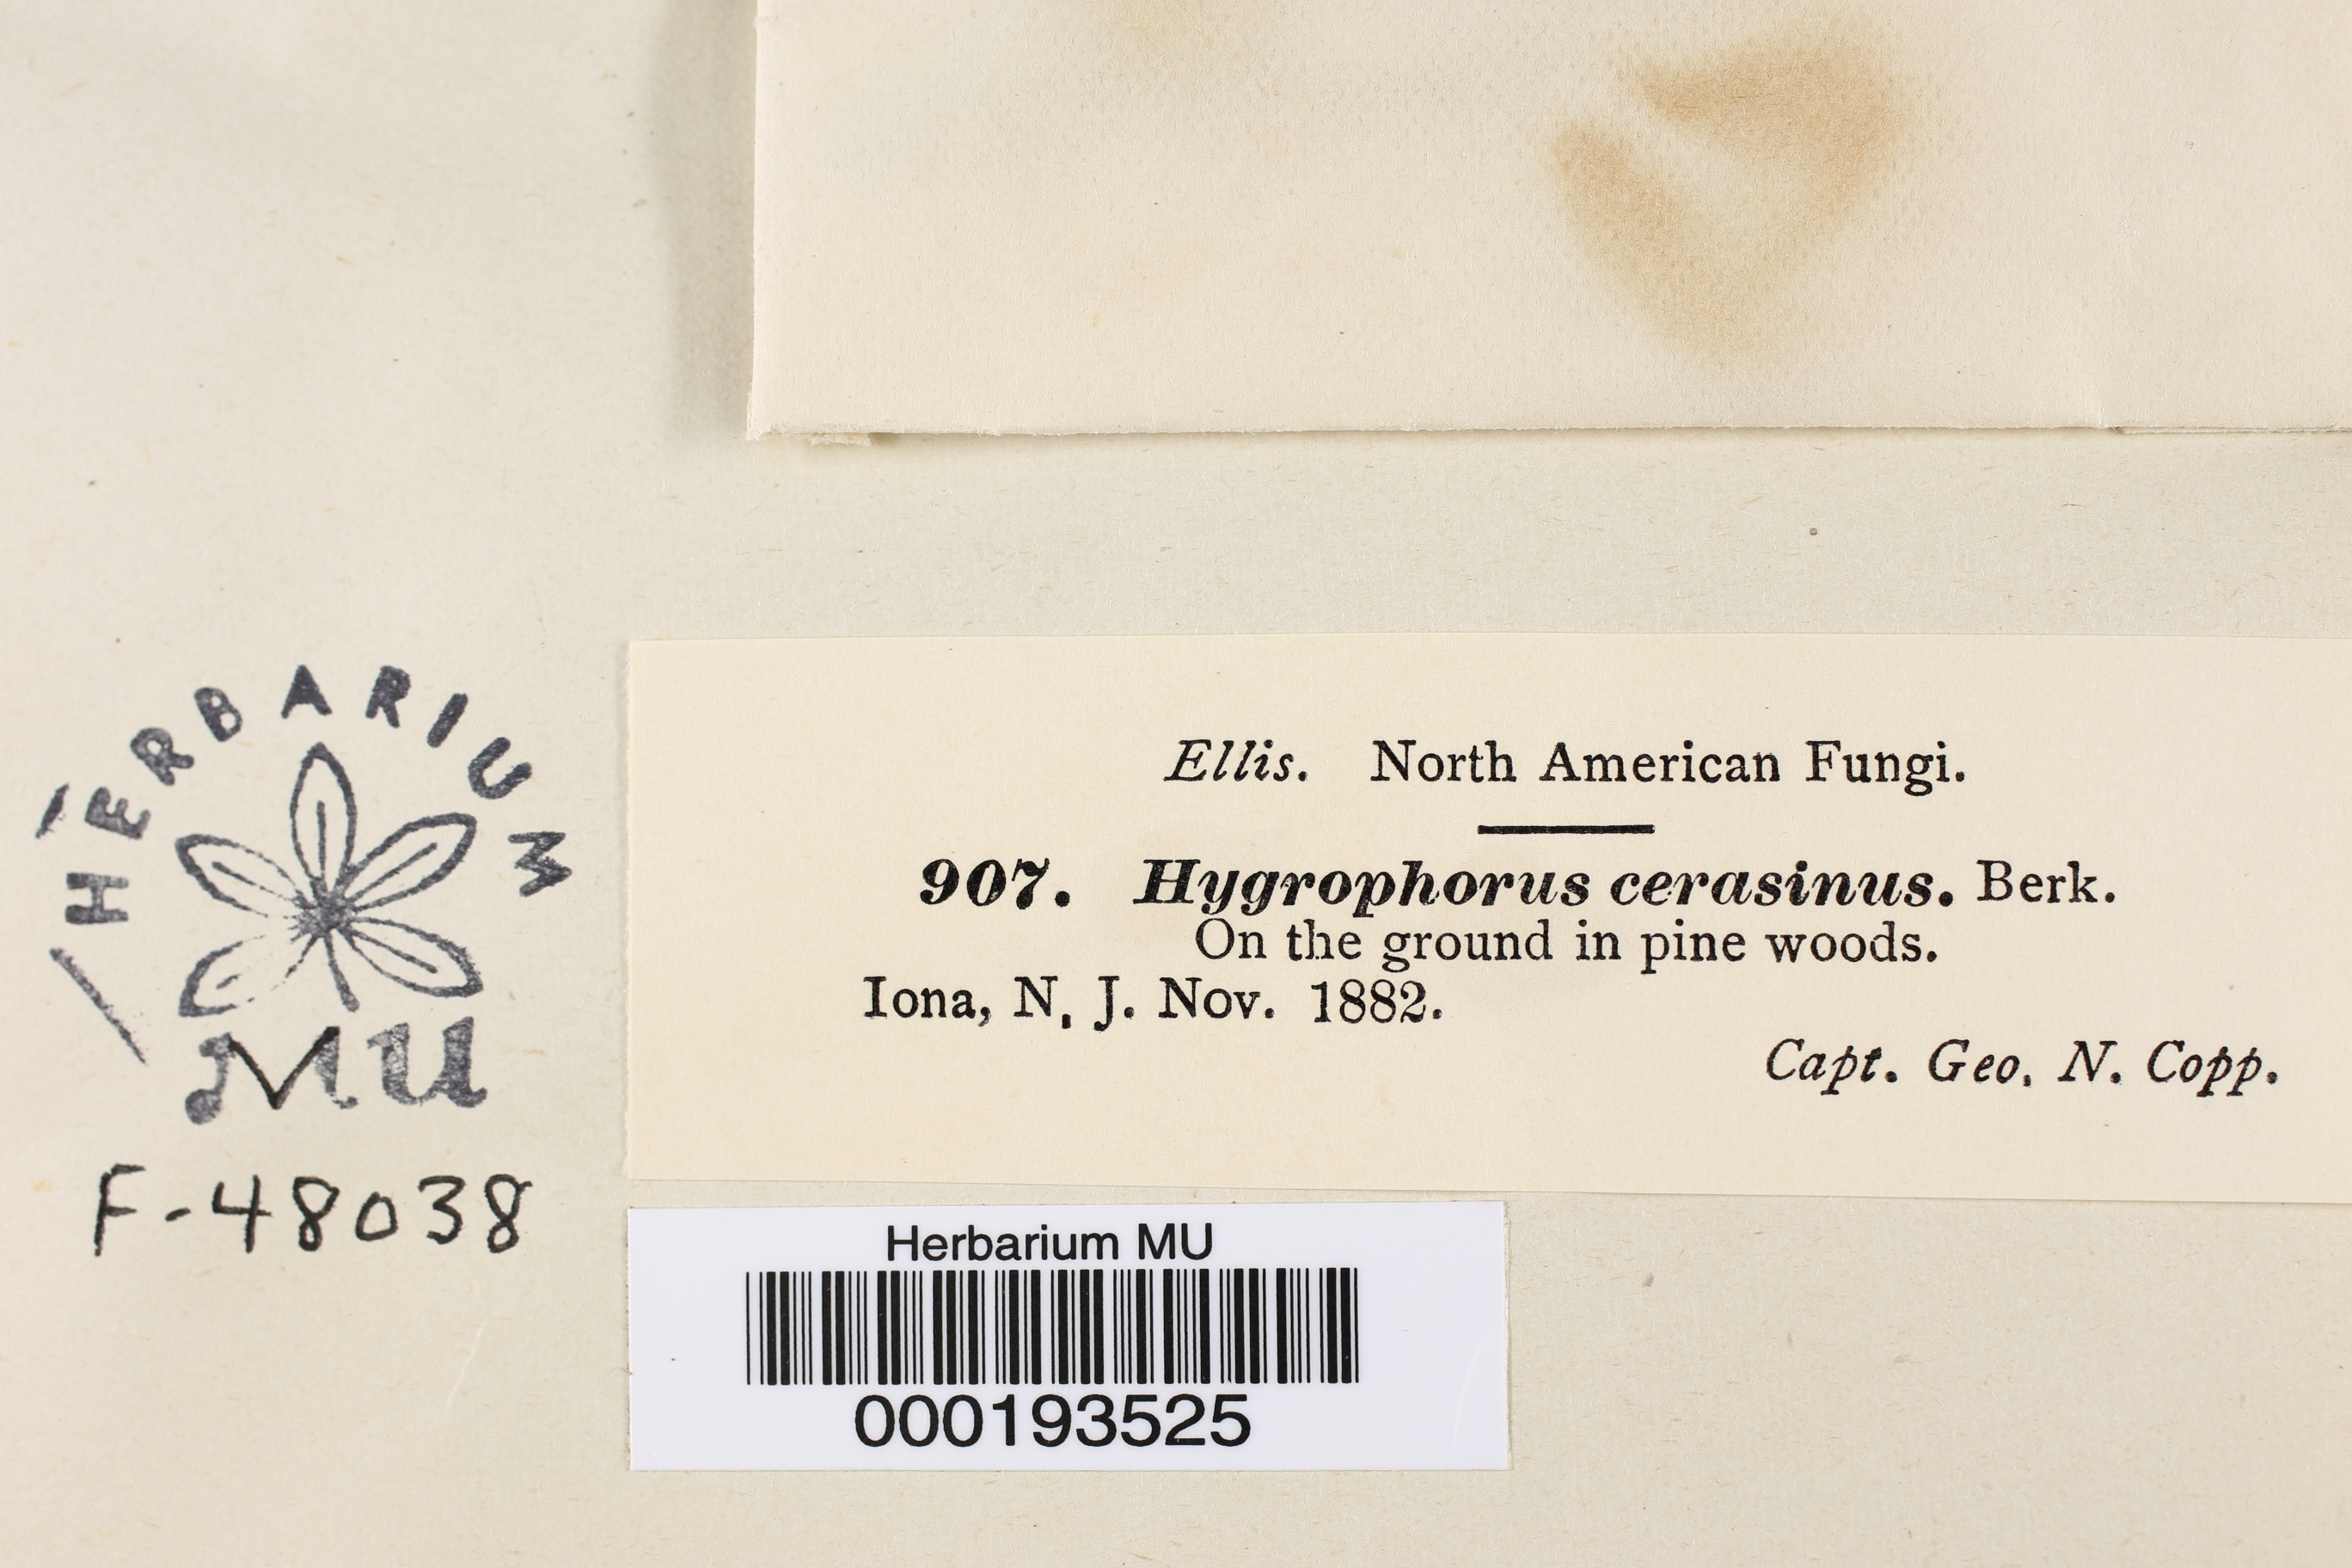 HERBARIUM
MU
F-48038
Ellis. North American Fungi.
907. Hygrophorus cerasinus. Berk.
On the ground in pine woods.
Iona, N. J. Nov. 1882.
Capt. Geo. N. Copp.
Herbarium MU
000193525